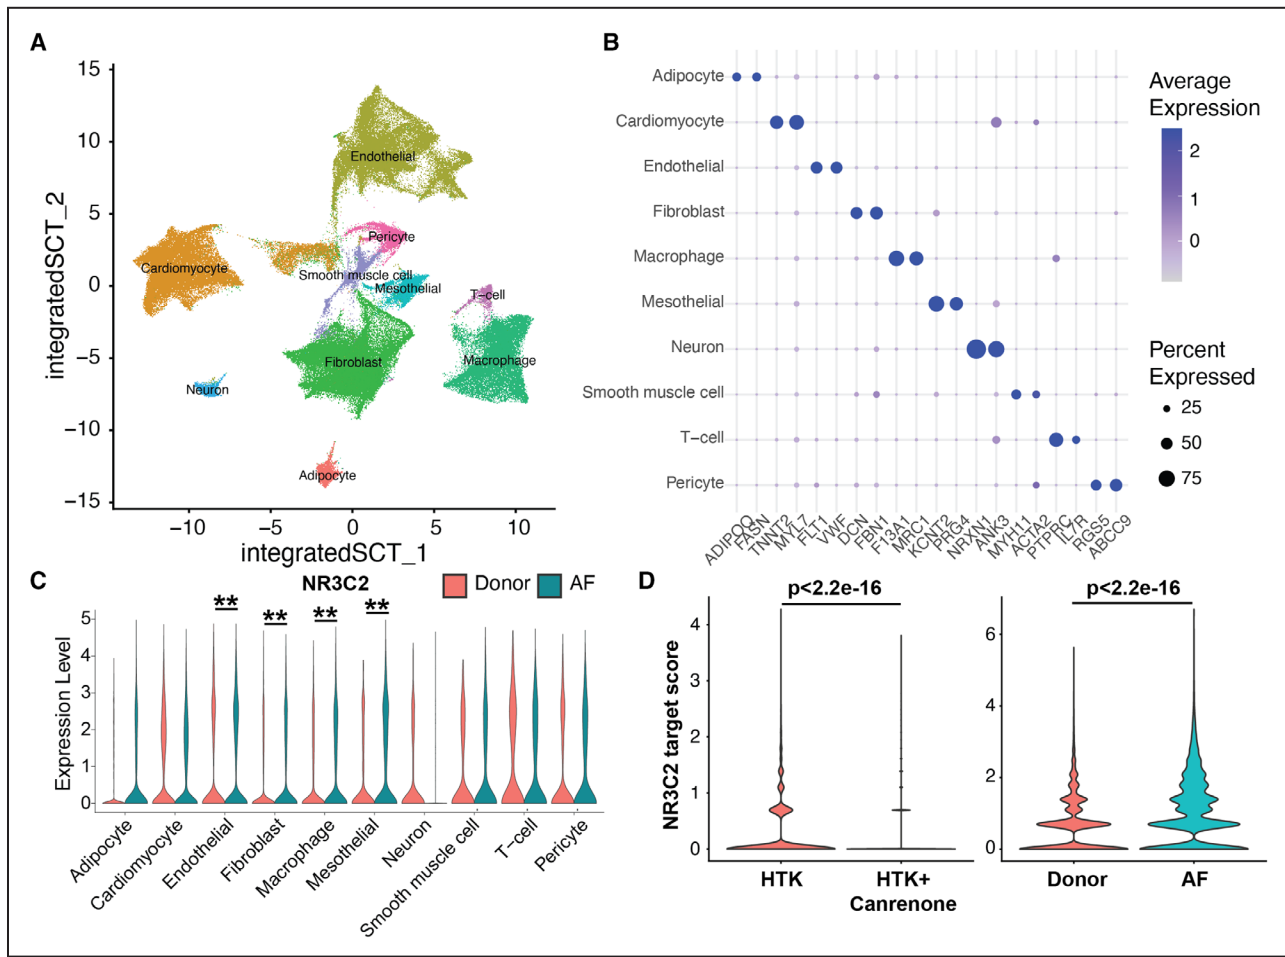 A
15
10
5
0
−5
−10
−15
integratedSCT_2
Endothelial
Pericyte
Cardiomyocyte
Smooth muscle cell
Mesothelial
T−cell
Fibroblast
Macrophage
Neuron
Adipocyte
−10 −5 0 5 10
integratedSCT_1
B
Adipocyte
Cardiomyocyte
Endothelial
Fibroblast
Macrophage
Mesothelial
Neuron
Smooth muscle cell
T−cell
Pericyte
ADIPOQ FASN TNNT2 MYL7 FLT1 VWF DCN FBN1 F13A1 MRC1 KCNT2 PRG4 NRXN1 ANK3 MYH11 ACTA2 PTPRC IL7R RGS5 ABCC9
Average
Expression
2
1
0
Percent
Expressed
25
50
75
C
NR3C2
Donor AF
** ** ** **
Expression Level
5
4
3
2
1
0
Adipocyte Cardiomyocyte Endothelial Fibroblast Macrophage Mesothelial Neuron Smooth muscle cell T−cell Pericyte
D
p<2.2e-16
NR3C2 target score
4
3
2
1
0
HTK HTK+
Canrenone
p<2.2e-16
6
4
2
0
Donor AF